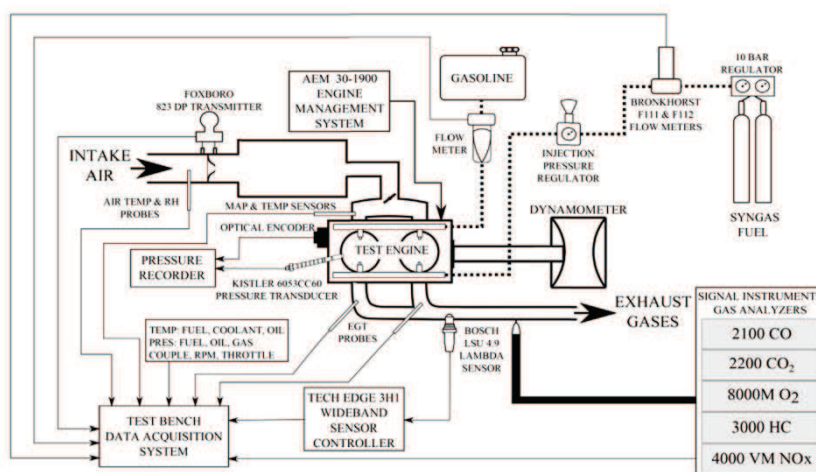 AEM 30-1900
ENGINE
MANAGEMENT
SYSTEM
GASOLINE
FLOW
METER
10 BAR
REGULATOR
BRONKHORST
F111 & F112
FLOW METERS
INJECTION
PRESSURE
REGULATOR
SYNGAS
FUEL
FOXBORO
823 DP TRANSMITTER
INTAKE
AIR
AIR TEMP & RH
PROBES
MAP & TEMP SENSORS
OPTICAL ENCODER
TEST ENGINE
DYNAMOMETER
PRESSURE
RECORDER
KISTLER 6053CC60
PRESSURE TRANSDUCER
EXHAUST
GASES
TEMP: FUEL, COOLANT, OIL
PRES: FUEL, OIL, GAS
COUPLE, RPM, THROTTLE
EGT
PROBES
BOSCH
LSU 4.9
LAMBDA
SENSOR
TECH EDGE 3H1
WIDEBAND
SENSOR
CONTROLLER
TEST BENCH
DATA ACQUISITION
SYSTEM
SIGNAL INSTRUMENT
GAS ANALYZERS
2100 CO
2200 CO₂
8000M O₂
3000 HC
4000 VM NOx